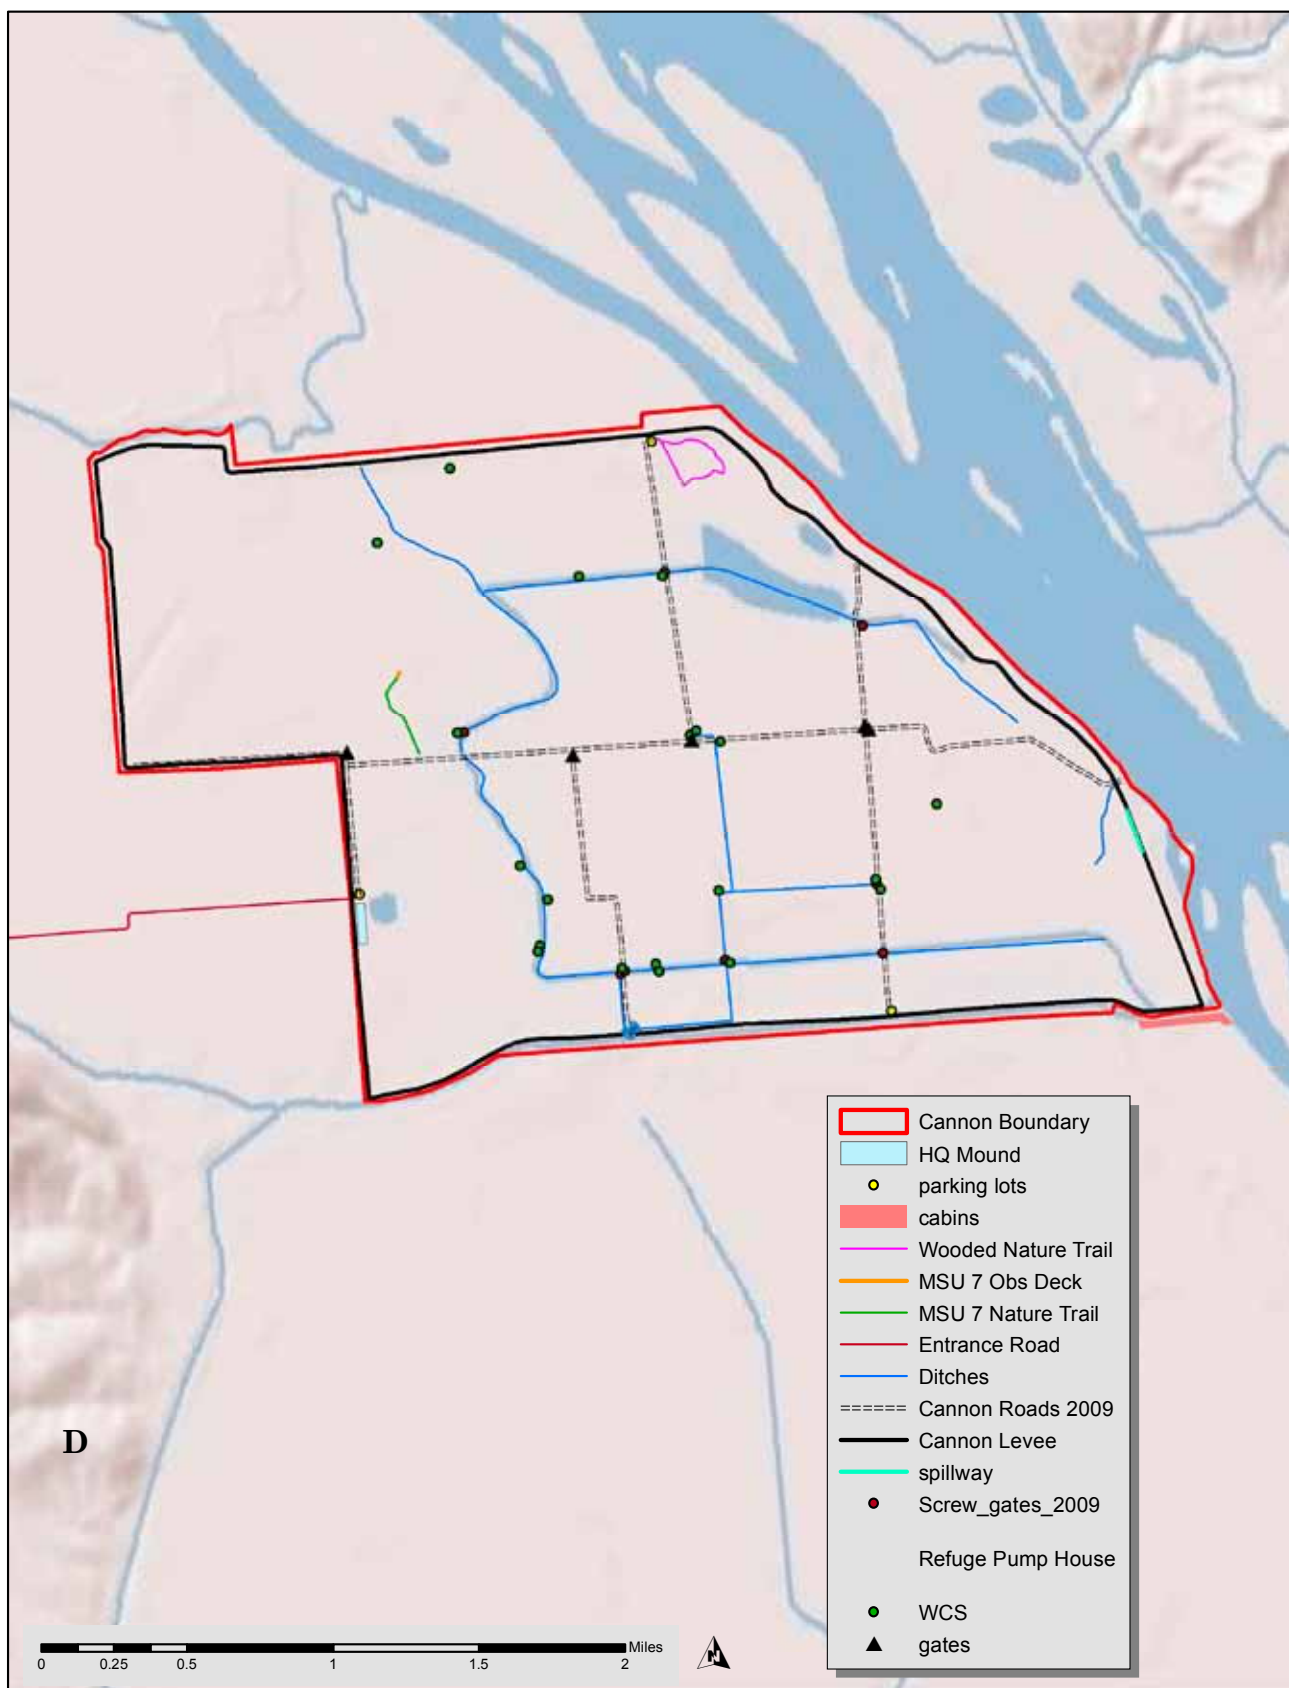 Cannon Boundary
HQ Mound
parking lots
cabins
Wooded Nature Trail
MSU 7 Obs Deck
MSU 7 Nature Trail
Entrance Road
Ditches
Cannon Roads 2009
Cannon Levee
spillway
Screw_gates_2009
Refuge Pump House
WCS
gates
D
Miles
0 0.25 0.5 1 1.5 2
N